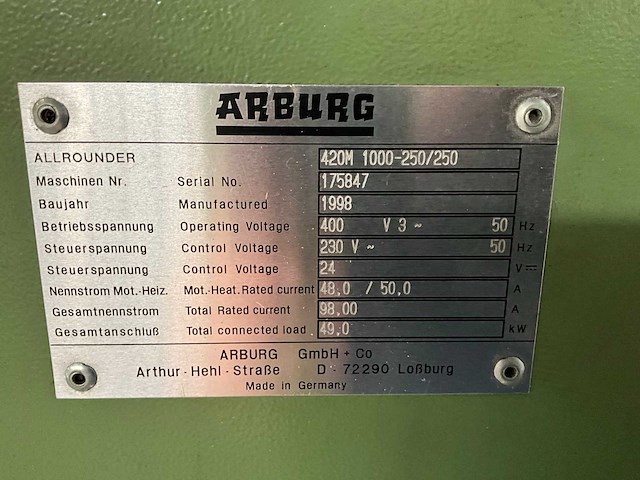 ARBURG
ALLROUNDER 420M 1000-250/250
Maschinen Nr. Serial No. 175847
Baujahr Manufactured 1998
Betriebsspannung Operating Voltage 400 V 3 ~ 50 Hz
Steuerspannung Control Voltage 230 V ~ 50 Hz
Steuerspannung Control Voltage 24 V⎓
Nennstrom Mot.-Heiz. Mot.-Heat.Rated current 48,0 / 50,0 A
Gesamtnennstrom Total Rated current 98,00 A
Gesamtanschluß Total connected load 49,0 kW
ARBURG GmbH + Co
Arthur-Hehl-Straße D-72290 Loßburg
Made in Germany